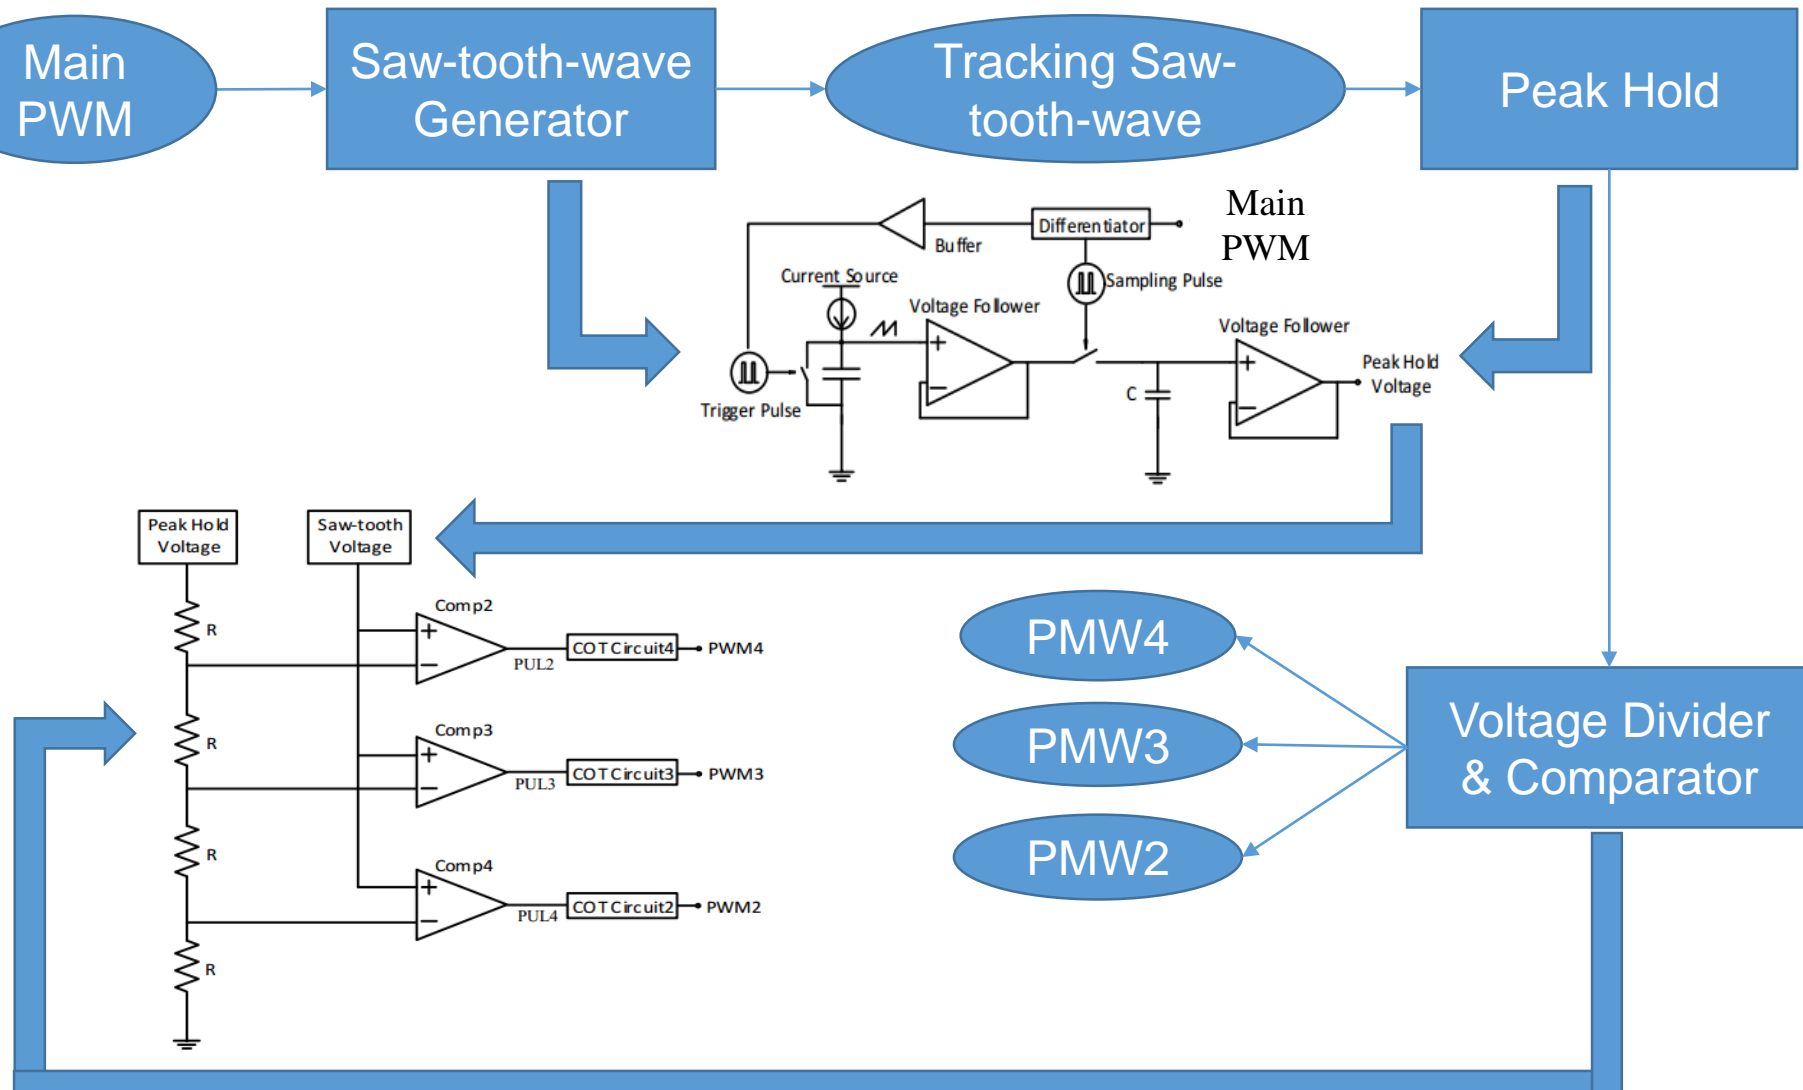 Main
PWM
Saw-tooth-wave
Generator
Tracking Saw-
tooth-wave
Peak Hold
Main
PWM
Differentiator
Buffer
Current Source
Sampling Pulse
Voltage Follower
Voltage Follower
Peak Hold
Voltage
Trigger Pulse
C
Peak Hold
Voltage
Saw-tooth
Voltage
Comp2
R
PUL2
COT Circuit4
PWM4
Comp3
R
PUL3
COT Circuit3
PWM3
R
Comp4
PUL4
COT Circuit2
PWM2
R
PMW4
PMW3
PMW2
Voltage Divider
& Comparator